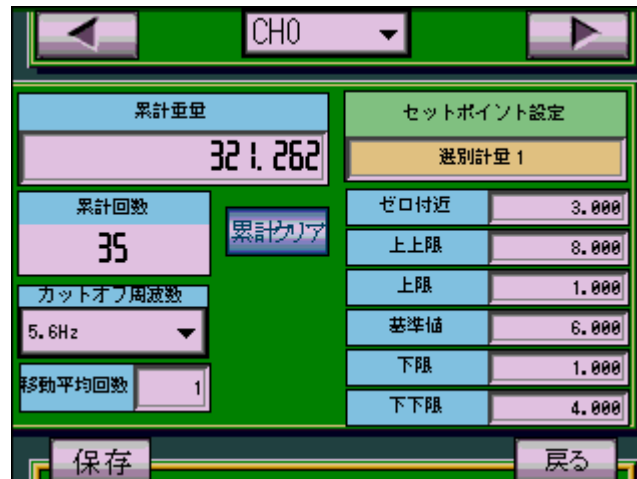 CH0
累計重量
321.262
セットポイント設定
選別計量 1
累計回数
35
累計クリア
ゼロ付近
3.000
上上限
8.000
上限
1.000
カットオフ周波数
5.6Hz
基準値
6.000
下限
1.000
移動平均回数
1
下下限
4.000
保存
戻る